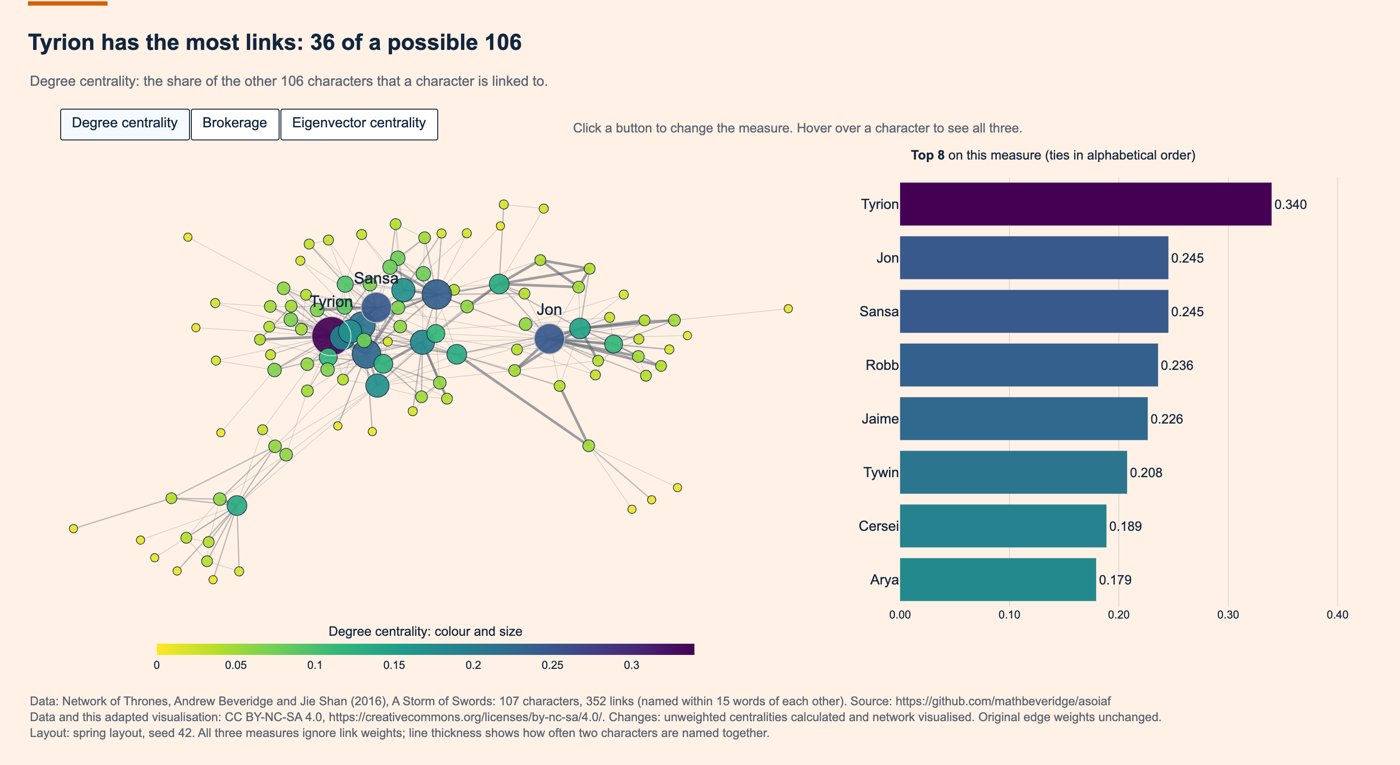 Tyrion has the most links: 36 of a possible 106
Degree centrality: the share of the other 106 characters that a character is linked to.
Degree centrality
Brokerage
Eigenvector centrality
Click a button to change the measure. Hover over a character to see all three.
Top 8 on this measure (ties in alphabetical order)
Sansa
Tyrion
Jon
Tyrion 0.340
Jon 0.245
Sansa 0.245
Robb 0.236
Jaime 0.226
Tywin 0.208
Cersei 0.189
Arya 0.179
0.00 0.10 0.20 0.30 0.40
Degree centrality: colour and size
0 0.05 0.1 0.15 0.2 0.25 0.3
Data: Network of Thrones, Andrew Beveridge and Jie Shan (2016), A Storm of Swords: 107 characters, 352 links (named within 15 words of each other). Source: https://github.com/mathbeveridge/asoiaf
Data and this adapted visualisation: CC BY-NC-SA 4.0, https://creativecommons.org/licenses/by-nc-sa/4.0/. Changes: unweighted centralities calculated and network visualised. Original edge weights unchanged.
Layout: spring layout, seed 42. All three measures ignore link weights; line thickness shows how often two characters are named together.